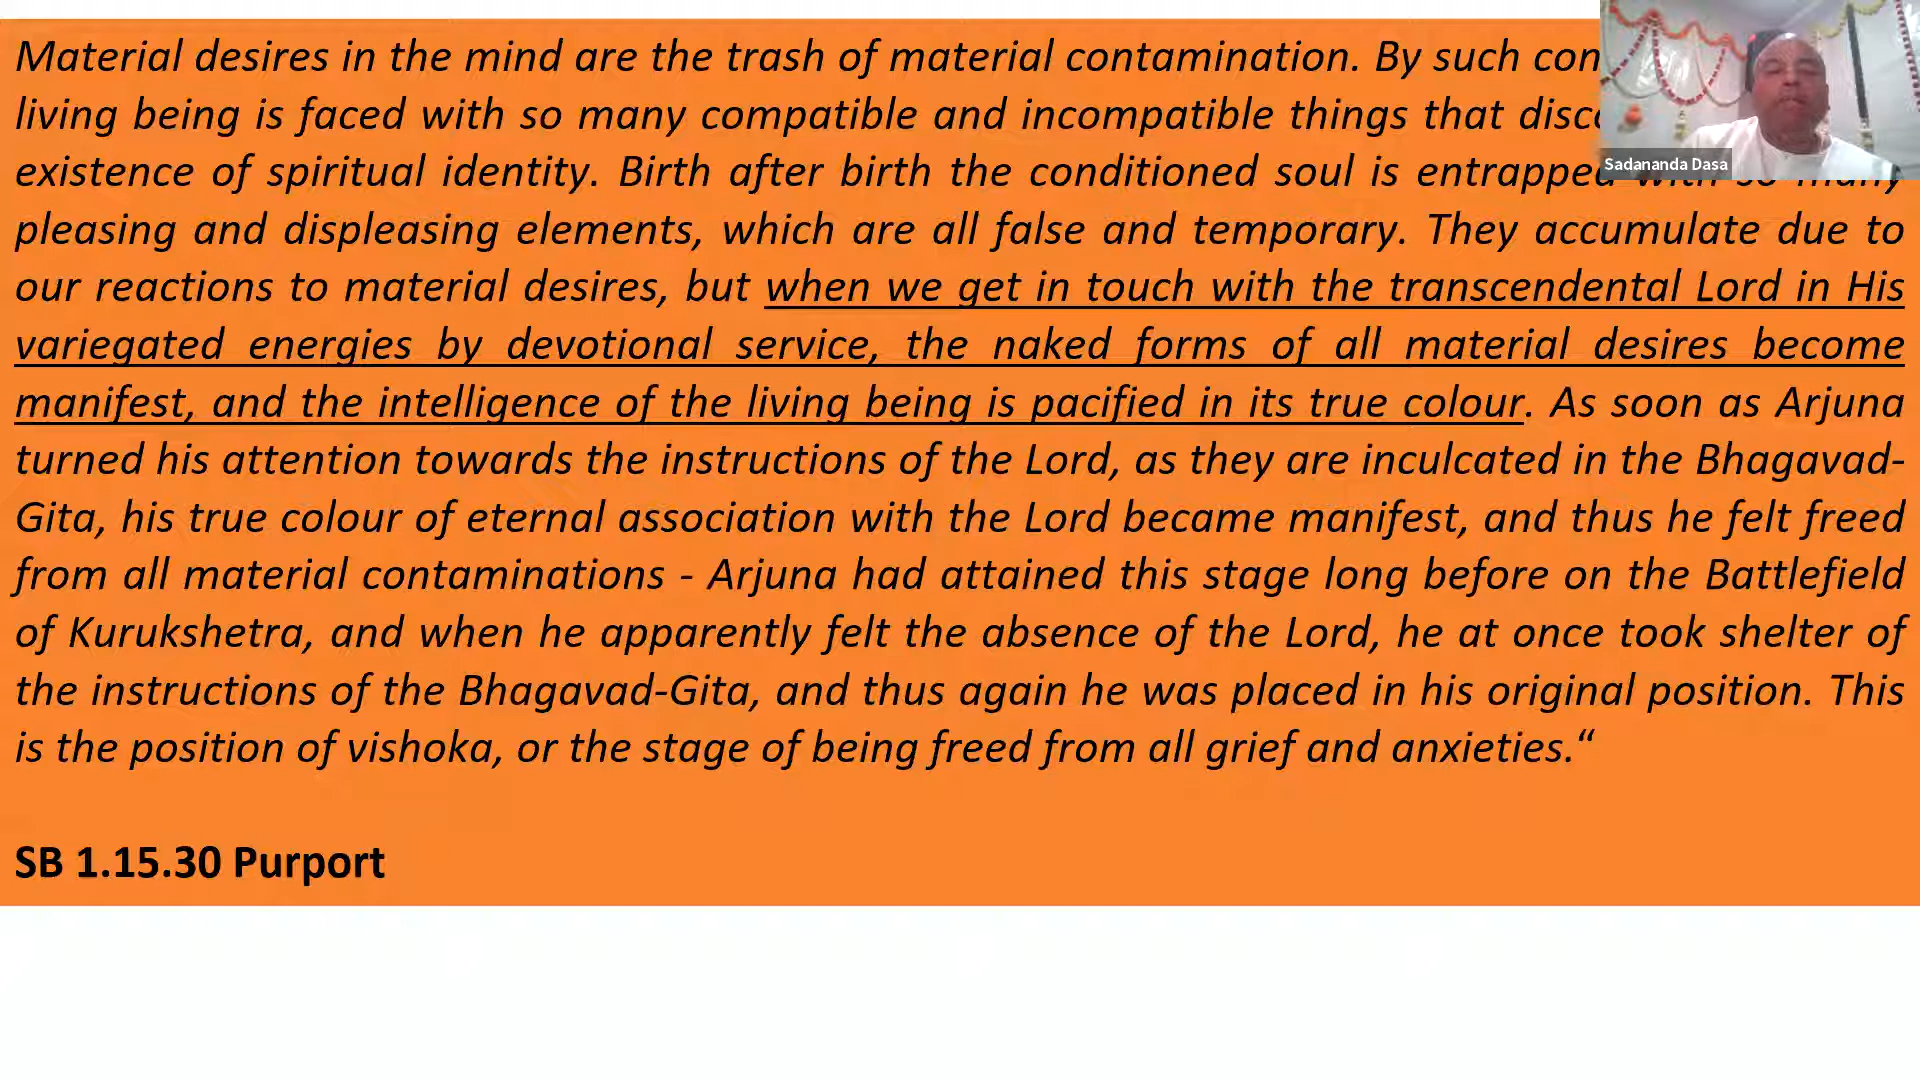 Material desires in the mind are the trash of material contamination. By such
living being is faced with so many compatible and incompatible things that
existence of spiritual identity. Birth after birth the conditioned soul is entrapped with so many
pleasing and displeasing elements, which are all false and temporary. They accumulate due to
our reactions to material desires, but when we get in touch with the transcendental Lord in His
variegated energies by devotional service, the naked forms of all material desires become
manifest, and the intelligence of the living being is pacified in its true colour. As soon as Arjuna
turned his attention towards the instructions of the Lord, as they are inculcated in the Bhagavad-
Gita, his true colour of eternal association with the Lord became manifest, and thus he felt freed
from all material contaminations - Arjuna had attained this stage long before on the Battlefield
of Kurukshetra, and when he apparently felt the absence of the Lord, he at once took shelter of
the instructions of the Bhagavad-Gita, and thus again he was placed in his original position. This
is the position of vishoka, or the stage of being freed from all grief and anxieties.“
SB 1.15.30 Purport
Sadananda Dasa